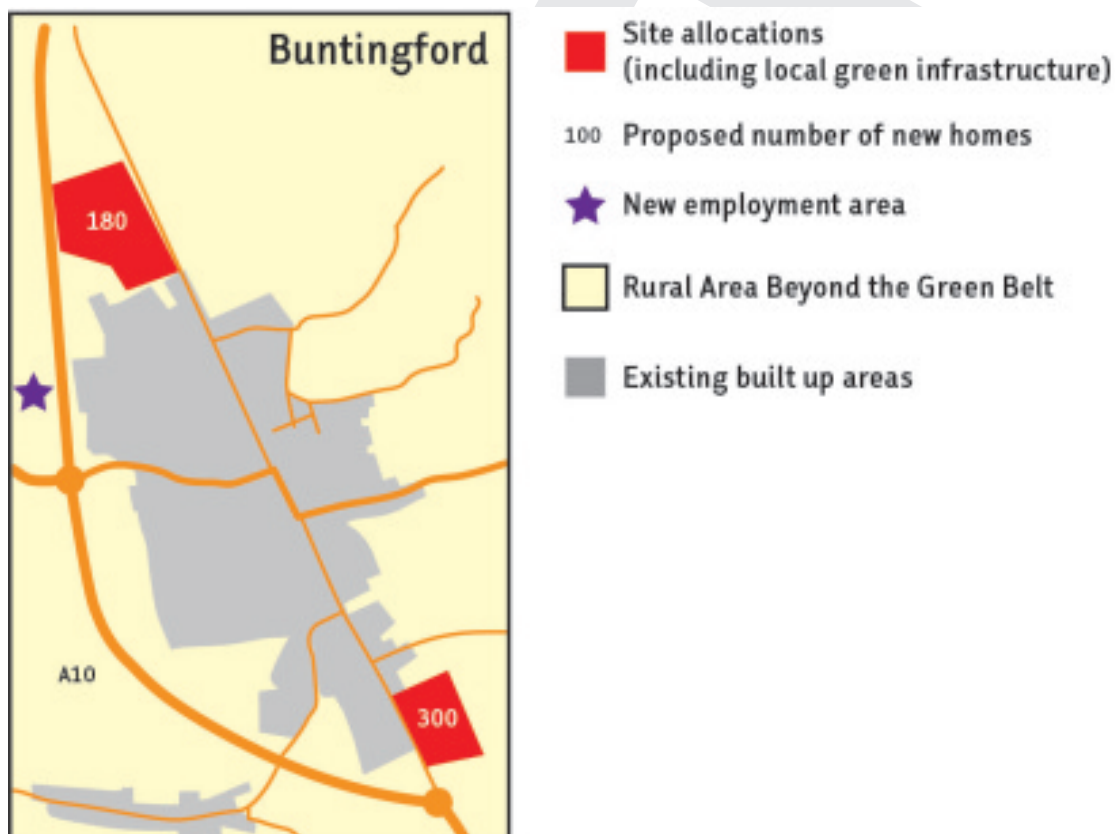 Buntingford
180
A10
300
Site allocations
(including local green infrastructure)
100 Proposed number of new homes
New employment area
Rural Area Beyond the Green Belt
Existing built up areas